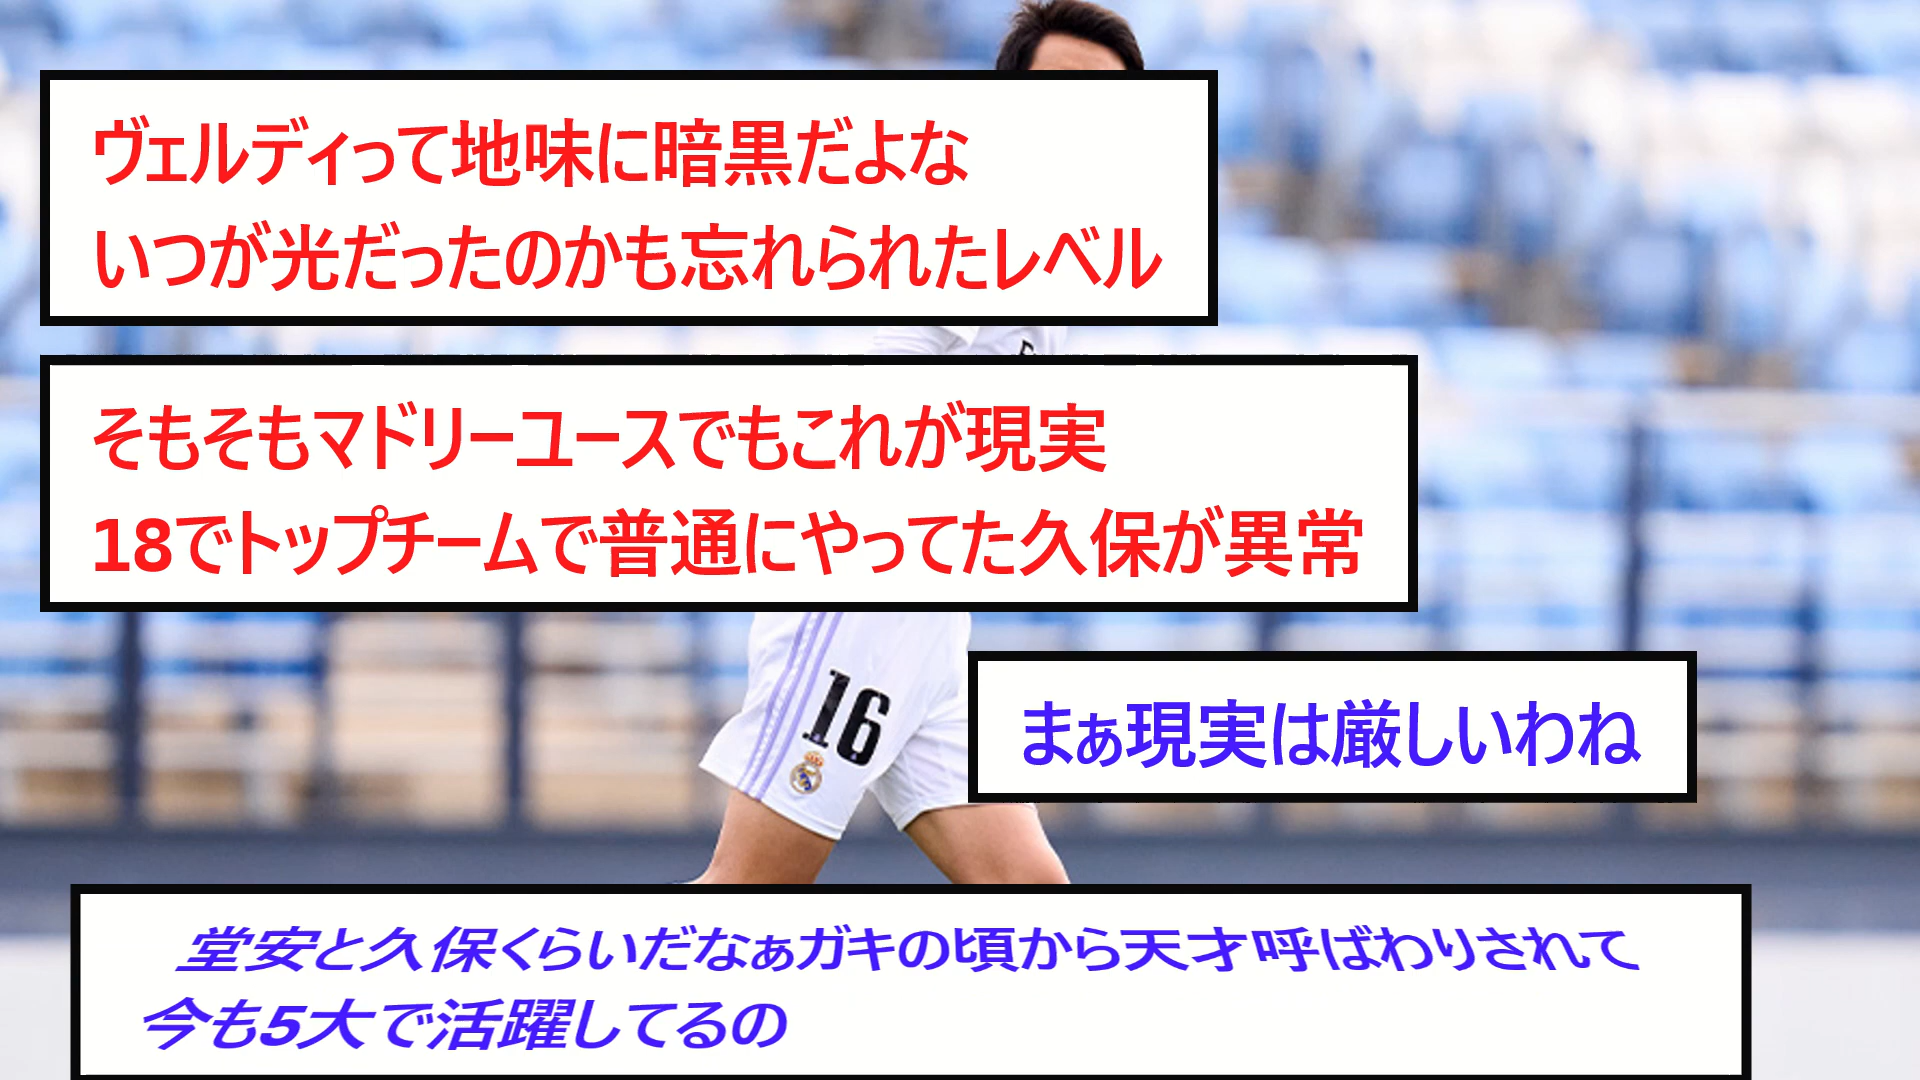 ヴェルディって地味に暗黒だよな
いつが光だったのかも忘れられたレベル
そもそもマドリーユースでもこれが現実
18でトップチームで普通にやってた久保が異常
16
まぁ現実は厳しいわね
堂安と久保くらいだなぁガキの頃から天才呼ばわりされて
今も5大で活躍してるの